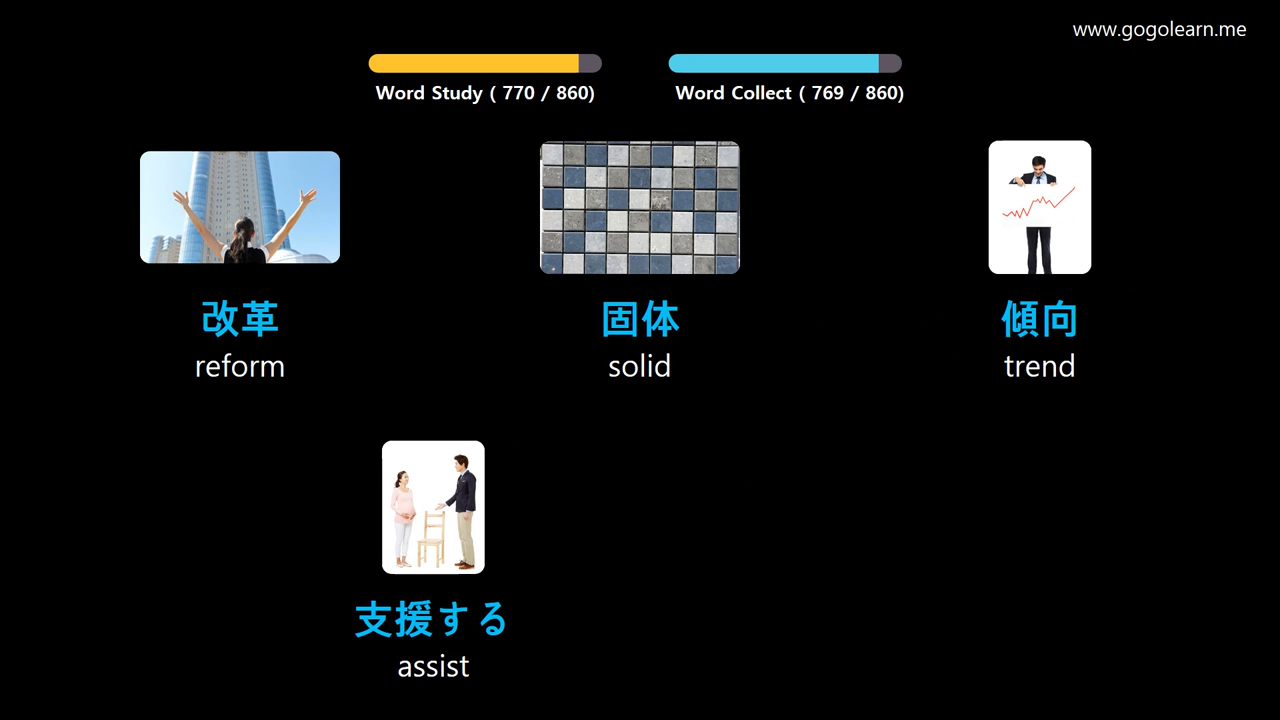 www.gogolearn.me
Word Study ( 770 / 860)
Word Collect ( 769 / 860)
改革
reform
固体
solid
傾向
trend
支援する
assist